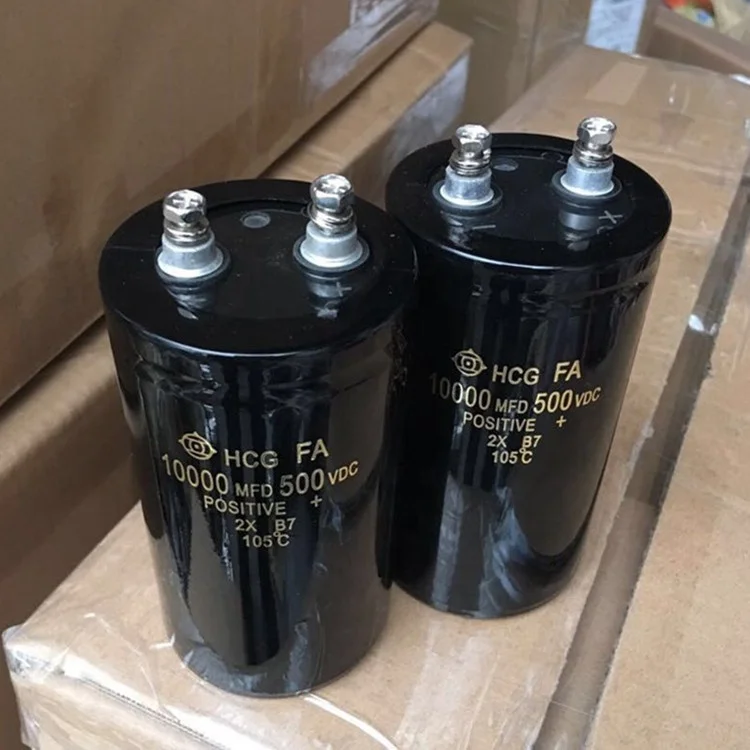 HCG FA
10000 MFD 500 VDC
POSITIVE +
2X B7
105°C
HCG FA
10000 MFD 500 VDC
POSITIVE +
2X B7
105°C